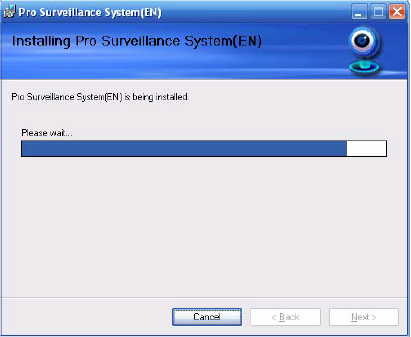 Pro Surveillance System(EN)
Installing Pro Surveillance System(EN)
Pro Surveillance System(EN) is being installed.
Please wait...
Cancel
< Back
Next >